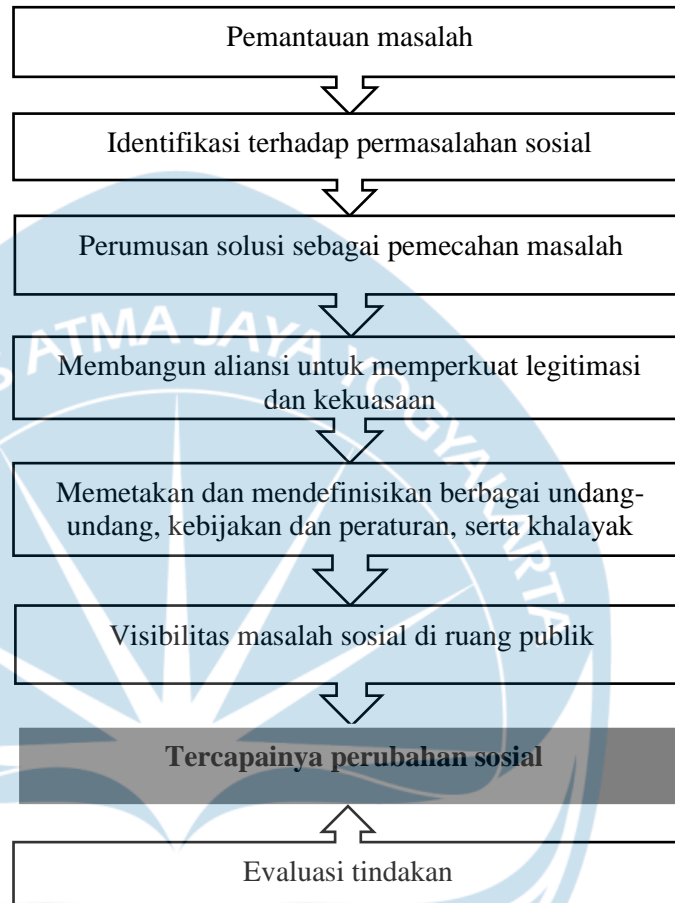 Pemantauan masalah
Identifikasi terhadap permasalahan sosial
Perumusan solusi sebagai pemecahan masalah
S ATMA JAYA YOGYAKARTA
Membangun aliansi untuk memperkuat legitimasi
dan kekuasaan
Memetakan dan mendefinisikan berbagai undang-
undang, kebijakan dan peraturan, serta khalayak
Visibilitas masalah sosial di ruang publik
Tercapainya perubahan sosial
Evaluasi tindakan